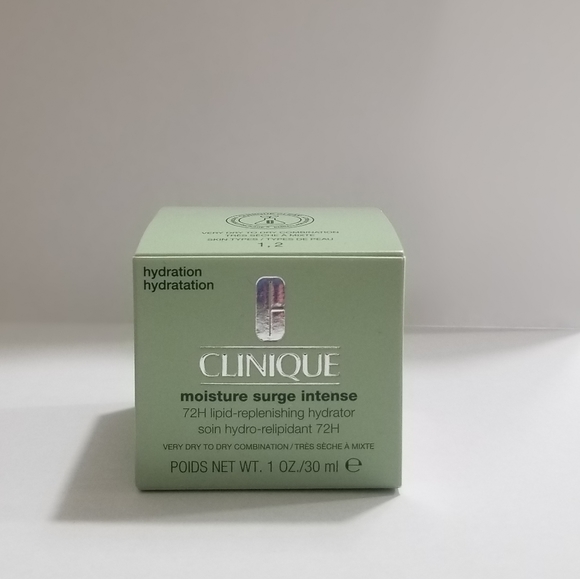 VERY DRY TO DRY COMBINATION
TRÈS SÈCHE À MIXTE
SKIN TYPES / TYPES DE PEAU
1, 2
hydration
hydratation
CLINIQUE
moisture surge intense
72H lipid-replenishing hydrator
soin hydro-relipidant 72H
VERY DRY TO DRY COMBINATION / TRÈS SÈCHE À MIXTE
POIDS NET WT. 1 OZ./30 ml ℮